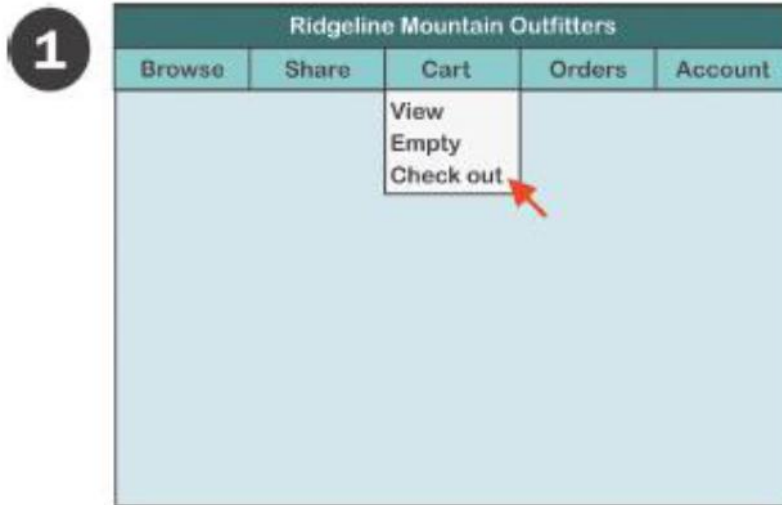 1
Ridgeline Mountain Outfitters
Browse Share Cart Orders Account
View
Empty
Check out